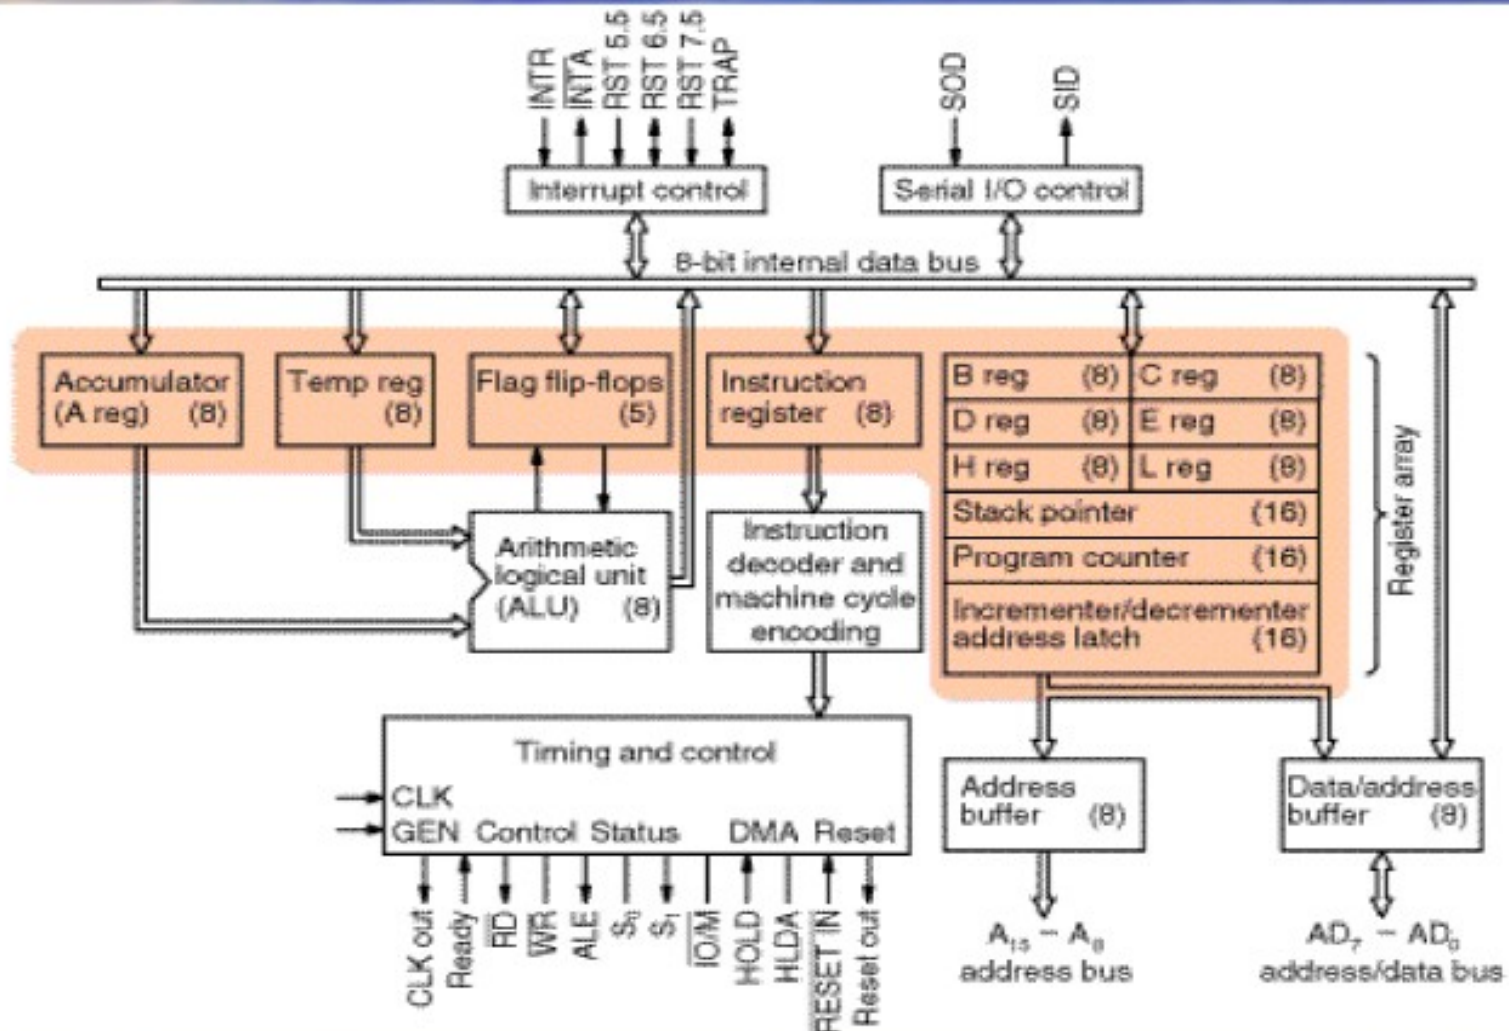 INTR
INTA
RST 5.5
RST 6.5
RST 7.5
TRAP
SOD
SID
Interrupt control
Serial I/O control
8-bit internal data bus
Accumulator
(A reg) (8)
Temp reg
(8)
Flag flip-flops
(5)
Instruction
register (8)
B reg (8) C reg (8)
D reg (8) E reg (8)
H reg (8) L reg (8)
Stack pointer (16)
Program counter (16)
Incrementer/decrementer
address latch (16)
Register array
Arithmetic
logical unit
(ALU) (8)
Instruction
decoder and
machine cycle
encoding
Timing and control
CLK
GEN Control Status DMA Reset
CLK out
Ready
RD
WR
ALE
S₀
S₁
IO/M
HOLD
HLDA
RESET IN
Reset out
Address
buffer (8)
Data/address
buffer (8)
A₁₅ – A₈
address bus
AD₇ – AD₀
address/data bus